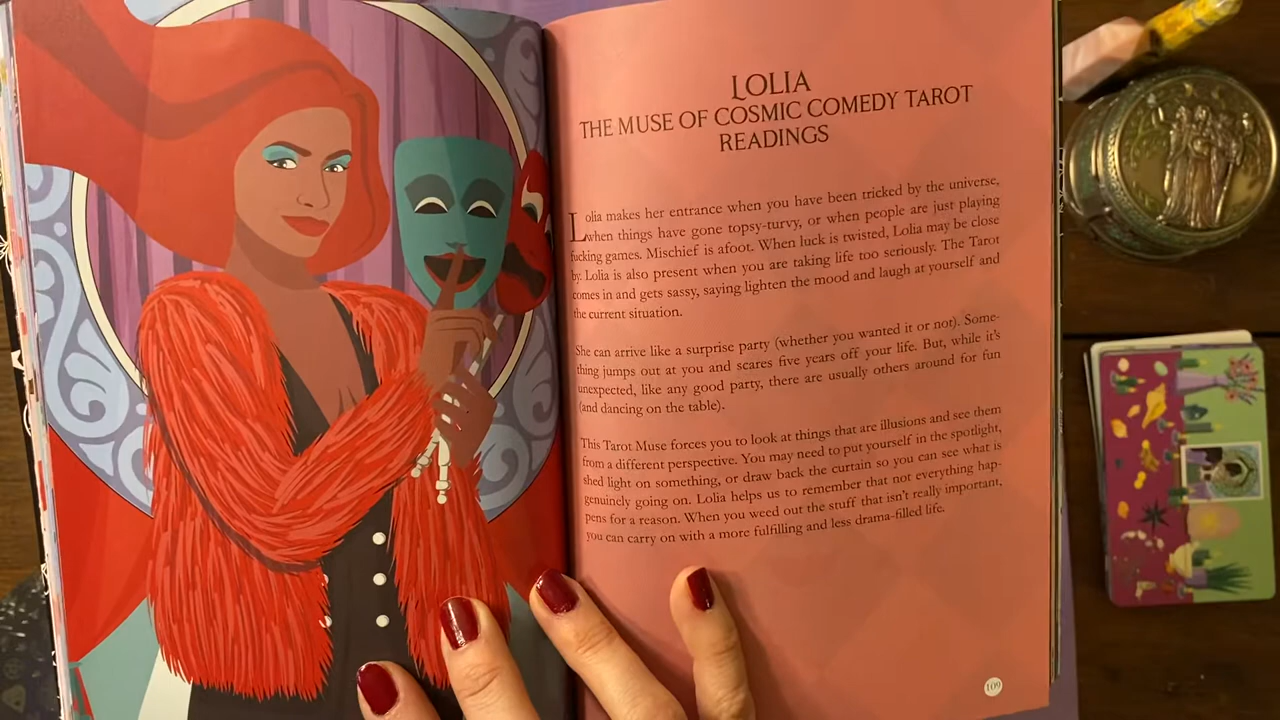 LOLIA
THE MUSE OF COSMIC COMEDY TAROT
READINGS
Lolia makes her entrance when you have been tricked by the universe,
when things have gone topsy-turvy, or when people are just playing
fucking games. Mischief is afoot. When luck is twisted, Lolia may be close
by. Lolia is also present when you are taking life too seriously. The Tarot
comes in and gets sassy, saying lighten the mood and laugh at yourself and
the current situation.
She can arrive like a surprise party (whether you wanted it or not). Some-
thing jumps out at you and scares five years off your life. But, while it's
unexpected, like any good party, there are usually others around for fun
(and dancing on the table).
This Tarot Muse forces you to look at things that are illusions and see them
from a different perspective. You may need to put yourself in the spotlight,
shed light on something, or draw back the curtain so you can see what is
genuinely going on. Lolia helps us to remember that not everything hap-
pens for a reason. When you weed out the stuff that isn't really important,
you can carry on with a more fulfilling and less drama-filled life.
109